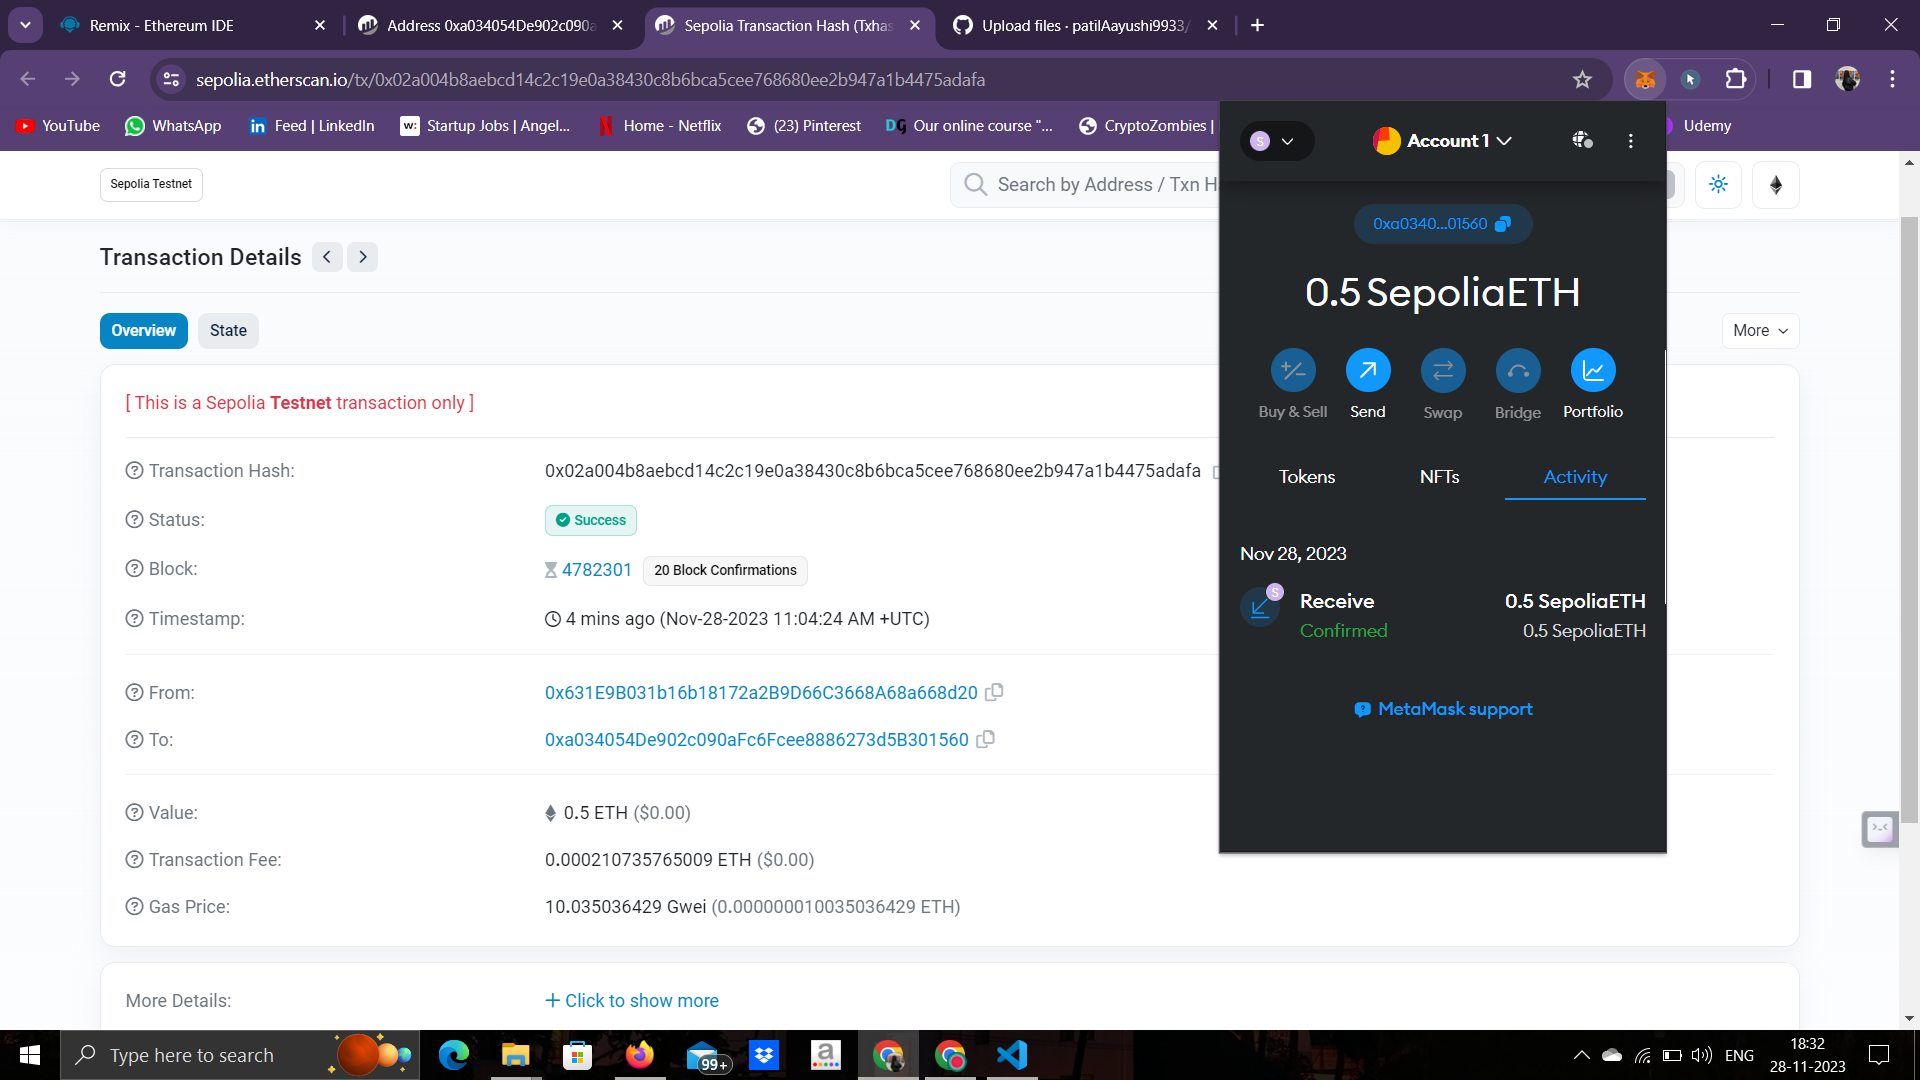 Remix - Ethereum IDE
Address 0xa034054De902c090a
Sepolia Transaction Hash (Txhas
Upload files · patilAayushi9933/
sepolia.etherscan.io/tx/0x02a004b8aebcd14c2c19e0a38430c8b6bca5cee768680ee2b947a1b4475adafa
YouTube
WhatsApp
in Feed | LinkedIn
w: Startup Jobs | Angel...
N Home - Netflix
(23) Pinterest
DG Our online course "...
CryptoZombies |
Udemy
Sepolia Testnet
Search by Address / Txn H
Transaction Details
Overview
State
More
[ This is a Sepolia Testnet transaction only ]
Transaction Hash:
0x02a004b8aebcd14c2c19e0a38430c8b6bca5cee768680ee2b947a1b4475adafa
Status:
Success
Block:
4782301
20 Block Confirmations
Timestamp:
4 mins ago (Nov-28-2023 11:04:24 AM +UTC)
From:
0x631E9B031b16b18172a2B9D66C3668A68a668d20
To:
0xa034054De902c090aFc6Fcee8886273d5B301560
Value:
0.5 ETH ($0.00)
Transaction Fee:
0.000210735765009 ETH ($0.00)
Gas Price:
10.035036429 Gwei (0.000000010035036429 ETH)
More Details:
+ Click to show more
S
Account 1
0xa0340...01560
0.5 SepoliaETH
Buy & Sell
Send
Swap
Bridge
Portfolio
Tokens
NFTs
Activity
Nov 28, 2023
S
Receive
0.5 SepoliaETH
Confirmed
0.5 SepoliaETH
MetaMask support
Type here to search
99+
a
ENG
18:32
28-11-2023